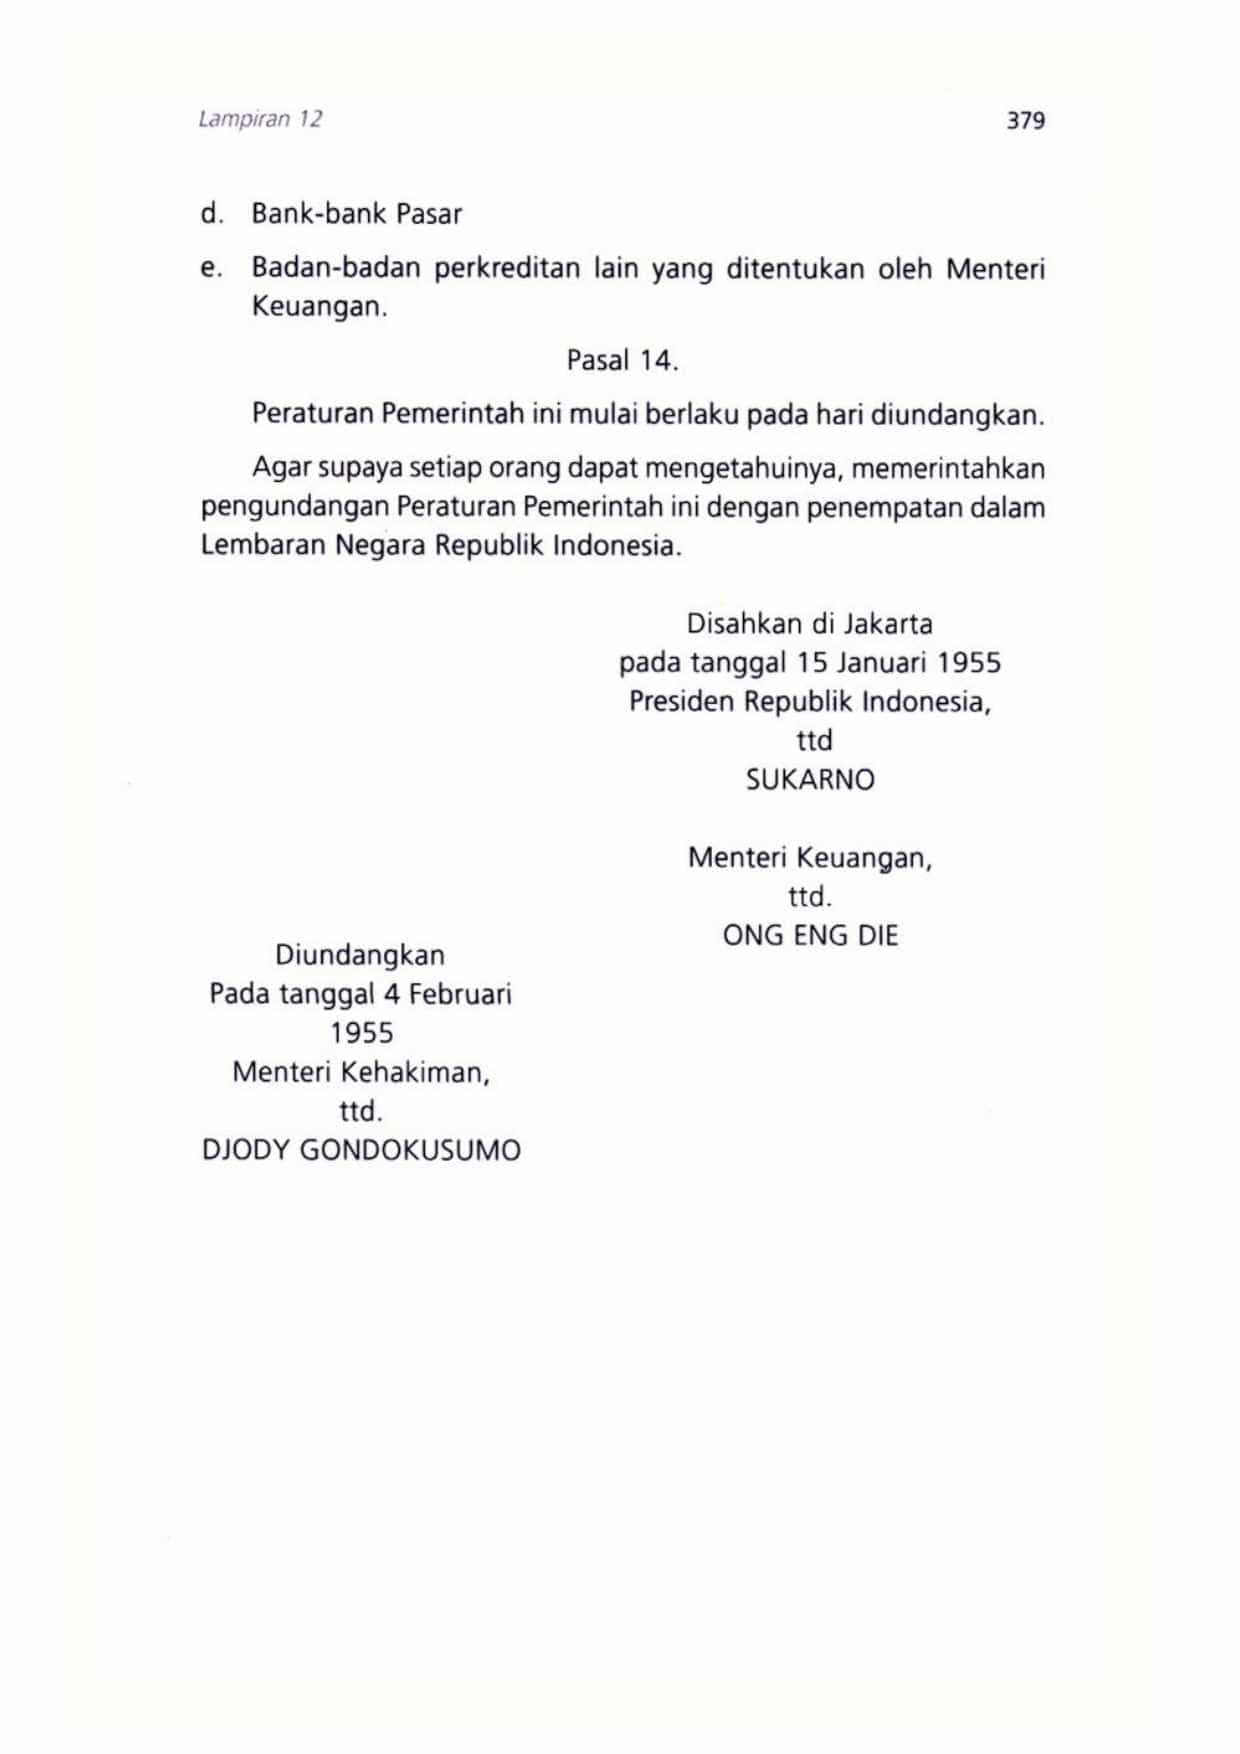 Lampiran 12
379
d. Bank-bank Pasar
e. Badan-badan perkreditan lain yang ditentukan oleh Menteri
Keuangan.
Pasal 14.
Peraturan Pemerintah ini mulai berlaku pada hari diundangkan.
Agar supaya setiap orang dapat mengetahuinya, memerintahkan
pengundangan Peraturan Pemerintah ini dengan penempatan dalam
Lembaran Negara Republik Indonesia.
Disahkan di Jakarta
pada tanggal 15 Januari 1955
Presiden Republik Indonesia,
ttd
SUKARNO
Menteri Keuangan,
ttd.
ONG ENG DIE
Diundangkan
Pada tanggal 4 Februari
1955
Menteri Kehakiman,
ttd.
DJODY GONDOKUSUMO